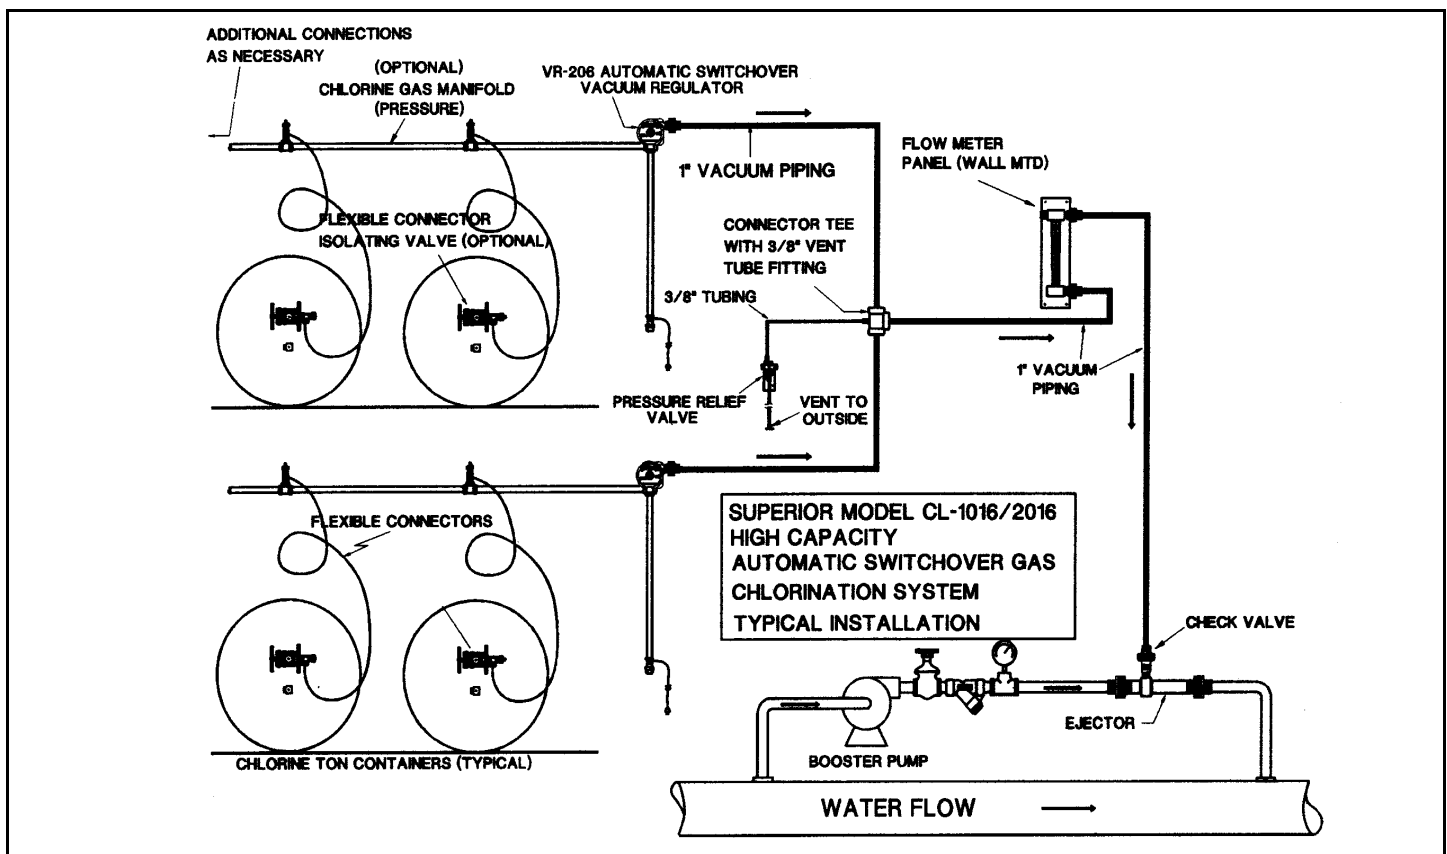 ADDITIONAL CONNECTIONS
AS NECESSARY
(OPTIONAL)
CHLORINE GAS MANIFOLD
(PRESSURE)
VR-206 AUTOMATIC SWITCHOVER
VACUUM REGULATOR
1" VACUUM PIPING
FLOW METER
PANEL (WALL MTD)
FLEXIBLE CONNECTOR
ISOLATING VALVE (OPTIONAL)
CONNECTOR TEE
WITH 3/8" VENT
TUBE FITTING
3/8" TUBING
1" VACUUM
PIPING
PRESSURE RELIEF
VALVE
VENT TO
OUTSIDE
FLEXIBLE CONNECTORS
SUPERIOR MODEL CL-1016/2016
HIGH CAPACITY
AUTOMATIC SWITCHOVER GAS
CHLORINATION SYSTEM
TYPICAL INSTALLATION
CHECK VALVE
EJECTOR
BOOSTER PUMP
CHLORINE TON CONTAINERS (TYPICAL)
WATER FLOW